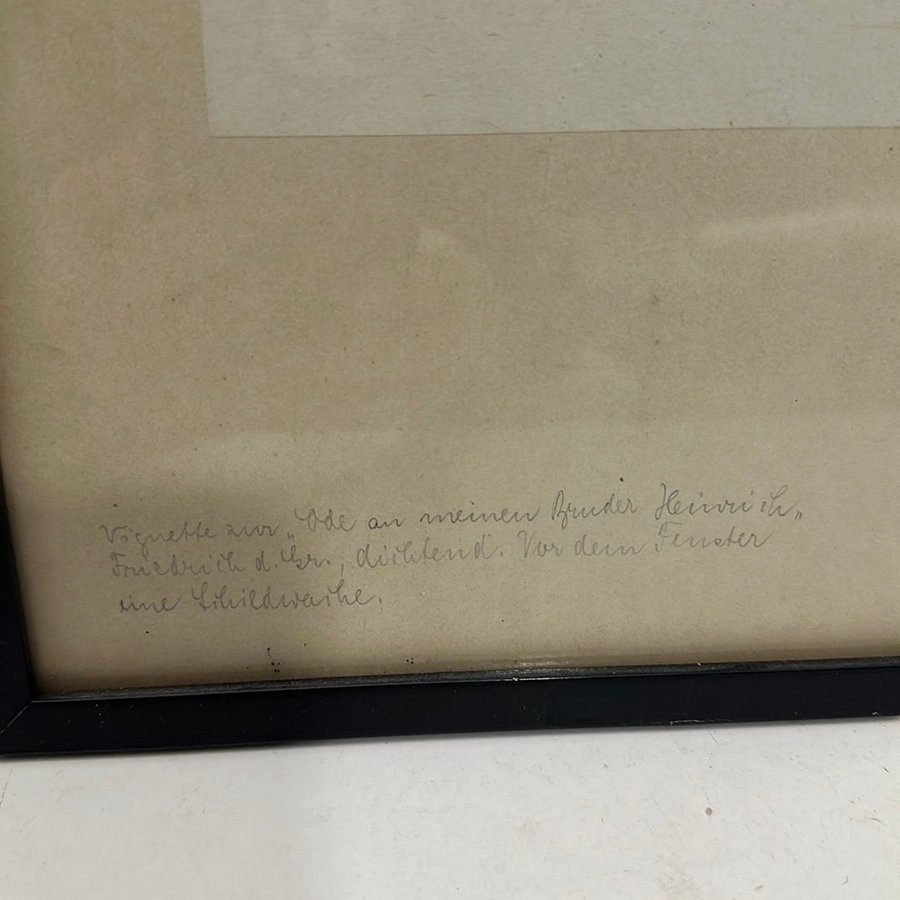 Vignette zur „Ode an meinen Bruder Heinrich„
Friedrich d. Gr., dichtend. Vor dem Fenster
eine Schildwache.